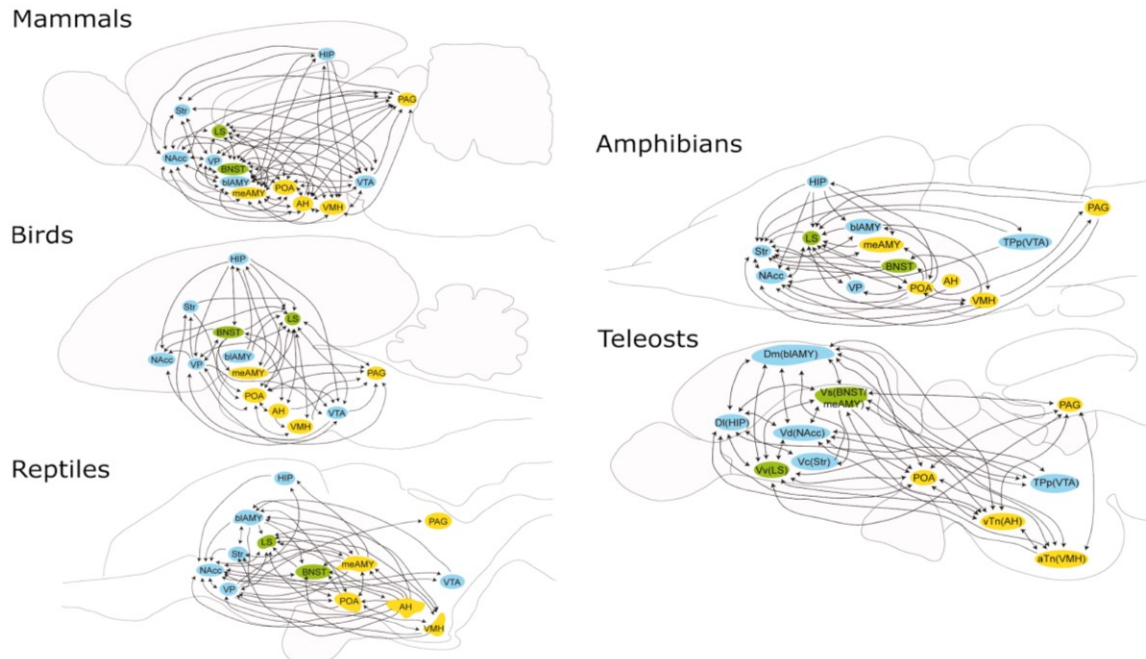 Mammals
HIP
PAG
Str
LS
NAcc
VP
BNST
blAMY
meAMY
POA
AH
VMH
VTA
Birds
HIP
Str
LS
BNST
NAcc
VP
blAMY
meAMY
PAG
POA
AH
VMH
VTA
Reptiles
HIP
blAMY
PAG
LS
Str
NAcc
VP
BNST
meAMY
VTA
POA
AH
VMH
Amphibians
HIP
PAG
blAMY
LS
meAMY
TPp(VTA)
Str
NAcc
BNST
VP
POA
AH
VMH
Teleosts
Dm(blAMY)
Vs(BNST/
meAMY)
PAG
Dl(HIP)
Vd(NAcc)
Vc(Str)
Vv(LS)
POA
TPp(VTA)
vTn(AH)
aTn(VMH)